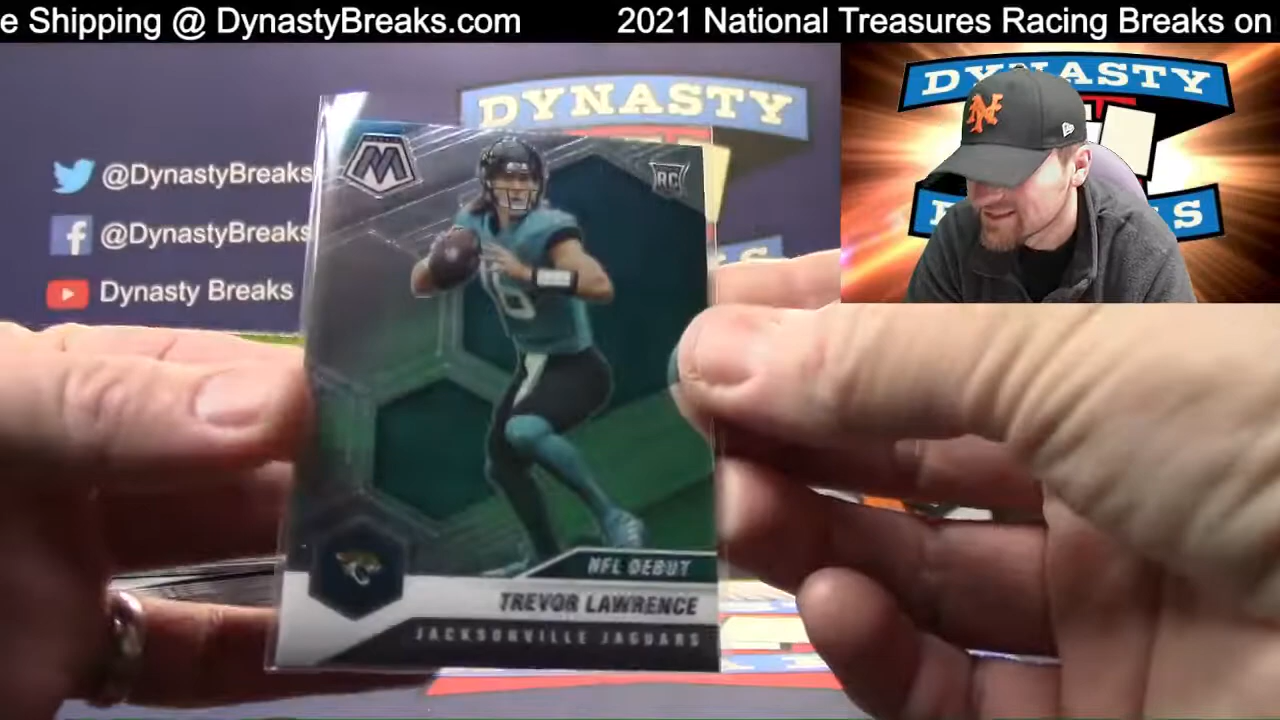 e Shipping @ DynastyBreaks.com 2021 National Treasures Racing Breaks on
DYNASTY
@DynastyBreaks
@DynastyBreaks
Dynasty Breaks
M
RC
16
NFL DEBUT
TREVOR LAWRENCE
JACKSONVILLE JAGUARS
DYNASTY
S